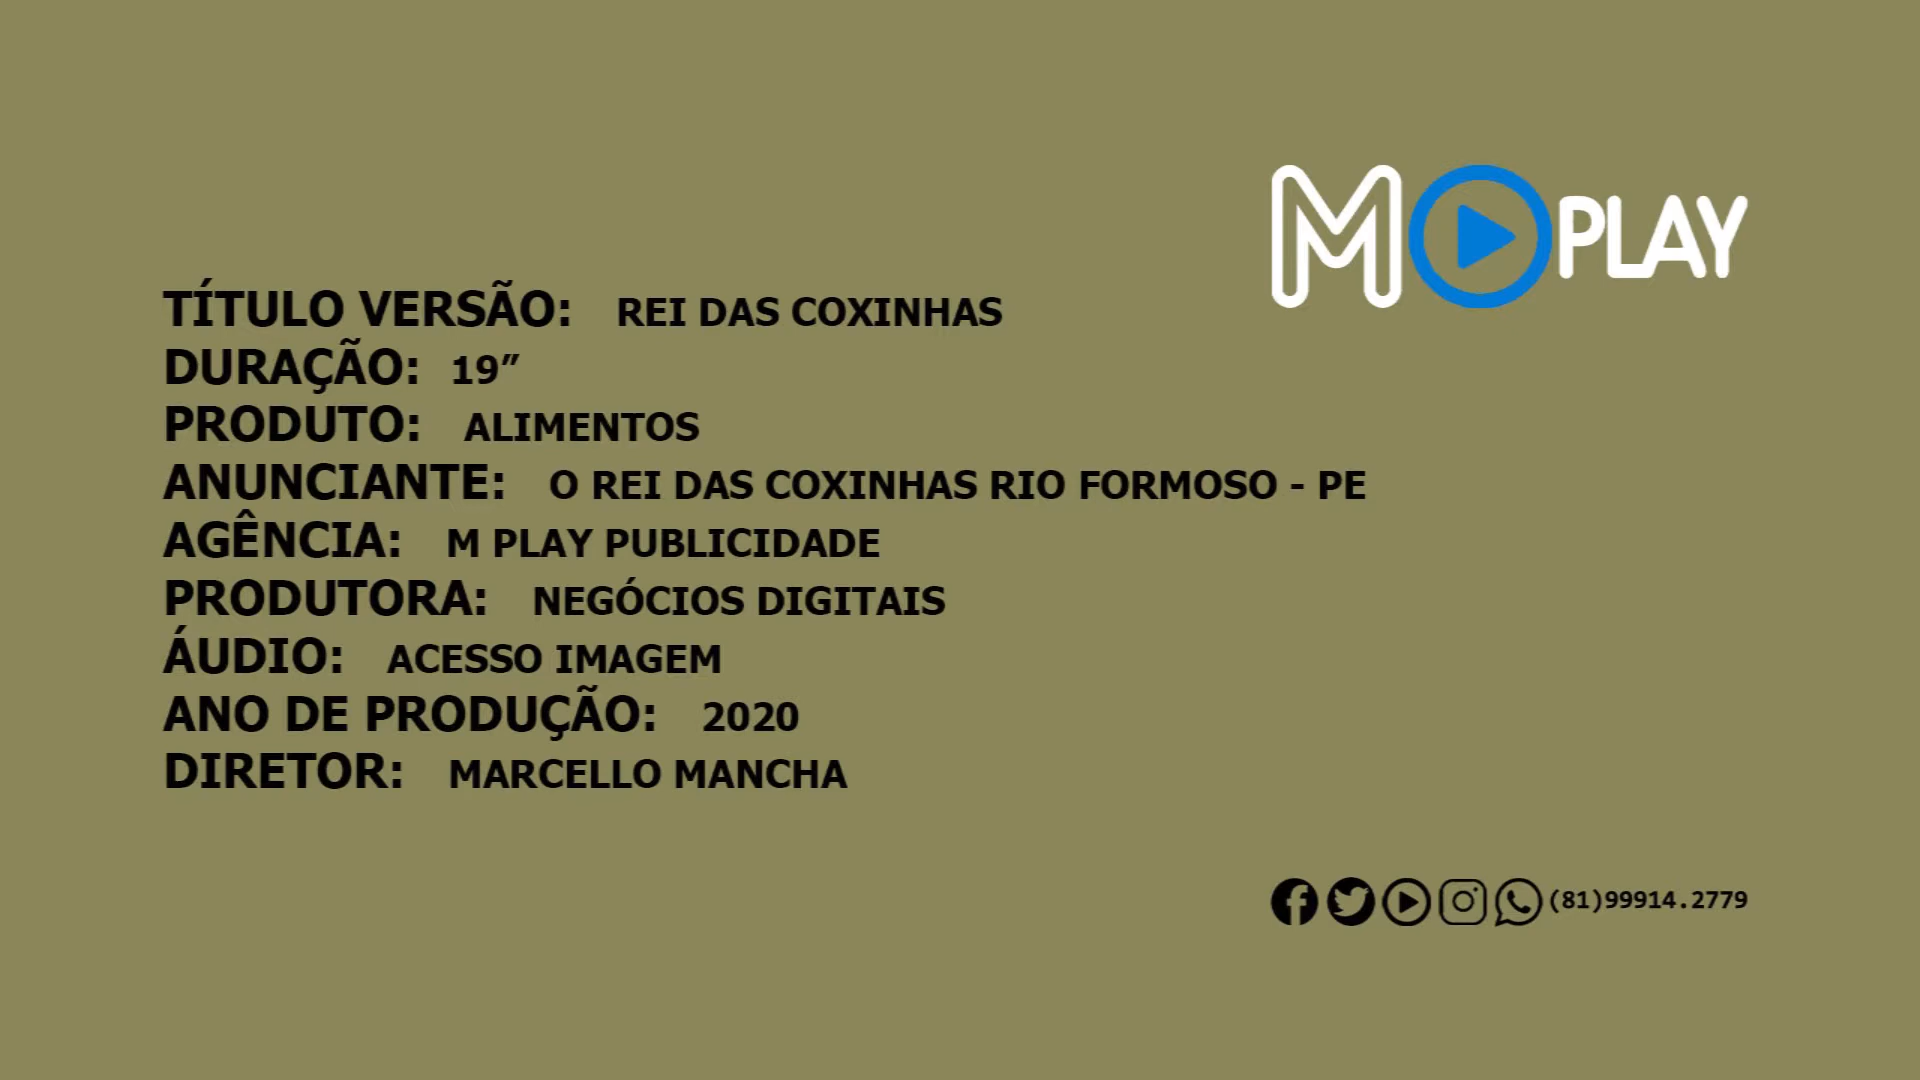 M PLAY
TÍTULO VERSÃO: REI DAS COXINHAS
DURAÇÃO: 19”
PRODUTO: ALIMENTOS
ANUNCIANTE: O REI DAS COXINHAS RIO FORMOSO - PE
AGÊNCIA: M PLAY PUBLICIDADE
PRODUTORA: NEGÓCIOS DIGITAIS
ÁUDIO: ACESSO IMAGEM
ANO DE PRODUÇÃO: 2020
DIRETOR: MARCELLO MANCHA
(81)99914.2779